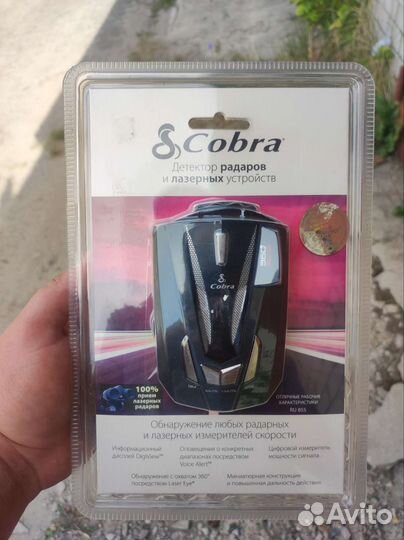 Cobra®
Детектор радаров
и лазерных устройств
Cobra
100%
прием
лазерных
радаров
ОТЛИЧНЫЕ РАБОЧИЕ
ХАРАКТЕРИСТИКИ
RU 855
Обнаружение любых радарных
и лазерных измерителей скорости
Информационный
дисплей DigiView™
Оповещения о конкретных
диапазонах посредством
Voice Alert™
Цифровой измеритель
мощности сигнала
Обнаружение с охватом 360°
посредством Laser Eye®
Миниатюрная конструкция
и повышенная дальность действия
Avito